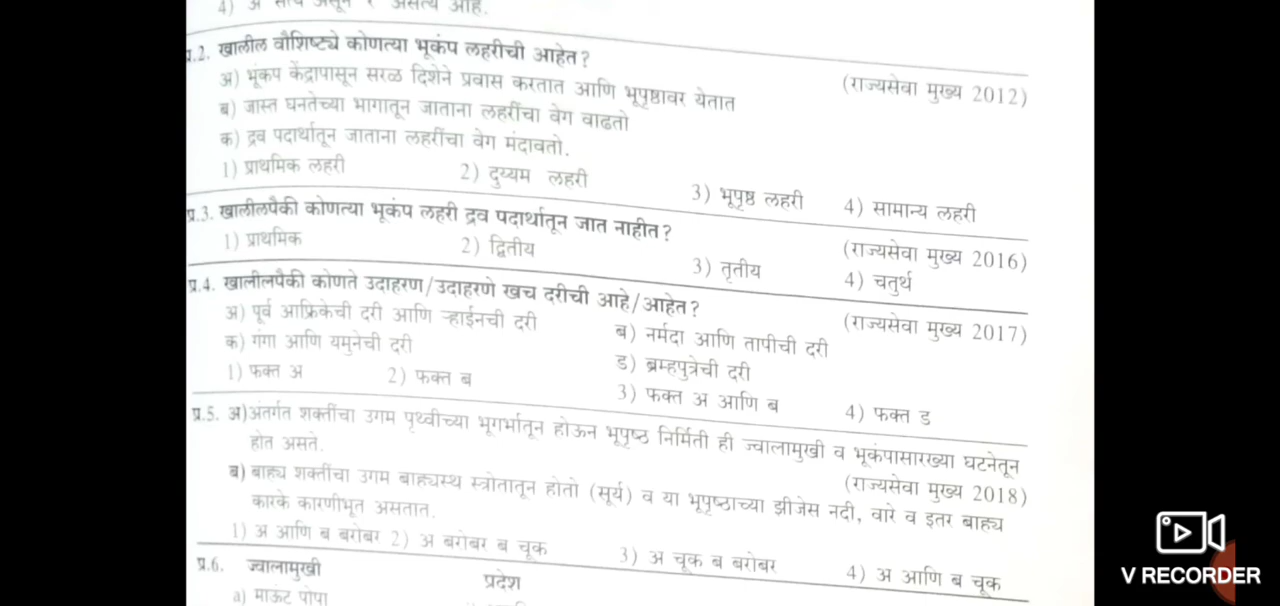 4) अ सत्य असून र असत्य आहे.
प्र.2. खालील वैशिष्ट्ये कोणत्या भूकंप लहरीची आहेत?
(राज्यसेवा मुख्य 2012)
अ) भूकंप केंद्रापासून सरळ दिशेने प्रवास करतात आणि भूपृष्ठावर येतात
ब) जास्त घनतेच्या भागातून जाताना लहरींचा वेग वाढतो
क) द्रव पदार्थातून जाताना लहरींचा वेग मंदावतो.
1) प्राथमिक लहरी 2) दुय्यम लहरी 3) भूपृष्ठ लहरी 4) सामान्य लहरी
प्र.3. खालीलपैकी कोणत्या भूकंप लहरी द्रव पदार्थातून जात नाहीत?
(राज्यसेवा मुख्य 2016)
1) प्राथमिक 2) द्वितीय 3) तृतीय 4) चतुर्थ
प्र.4. खालीलपैकी कोणते उदाहरण/उदाहरणे खच दरीची आहे/आहेत?
(राज्यसेवा मुख्य 2017)
अ) पूर्व आफ्रिकेची दरी आणि ऱ्हाईनची दरी ब) नर्मदा आणि तापीची दरी
क) गंगा आणि यमुनेची दरी ड) ब्रम्हपुत्रेची दरी
1) फक्त अ 2) फक्त ब 3) फक्त अ आणि ब 4) फक्त ड
प्र.5. अ)अंतर्गत शक्तींचा उगम पृथ्वीच्या भूगर्भातून होऊन भूपृष्ठ निर्मिती ही ज्वालामुखी व भूकंपासारख्या घटनेतून
होत असते.
(राज्यसेवा मुख्य 2018)
ब) बाह्य शक्तींचा उगम बाह्यस्थ स्त्रोतातून होतो (सूर्य) व या भूपृष्ठाच्या झीजेस नदी, वारे व इतर बाह्य
कारके कारणीभूत असतात.
1) अ आणि ब बरोबर 2) अ बरोबर ब चूक 3) अ चूक ब बरोबर 4) अ आणि ब चूक
प्र.6. ज्वालामुखी प्रदेश
a) माऊंट पोपा
V RECORDER